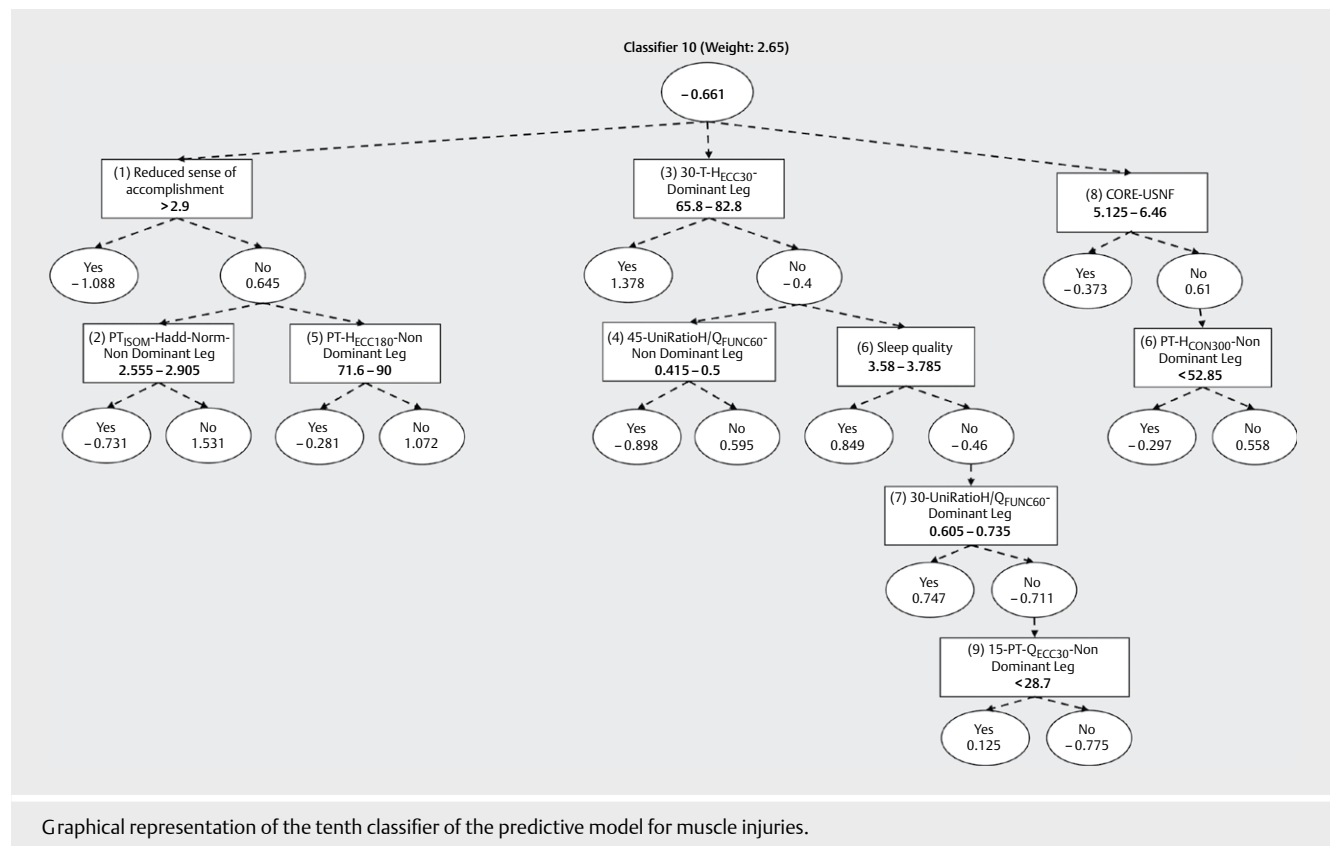 Classifier 10 (Weight: 2.65)
– 0.661
(1) Reduced sense of
accomplishment
> 2.9
Yes
– 1.088
No
0.645
(2) PTISOM-Hadd-Norm-
Non Dominant Leg
2.555 – 2.905
Yes
– 0.731
No
1.531
(5) PT-HECC180-Non
Dominant Leg
71.6 – 90
Yes
– 0.281
No
1.072
(3) 30-T-HECC30-
Dominant Leg
65.8 – 82.8
Yes
1.378
No
– 0.4
(4) 45-UniRatioH/QFUNC60-
Non Dominant Leg
0.415 – 0.5
Yes
– 0.898
No
0.595
(6) Sleep quality
3.58 – 3.785
Yes
0.849
No
– 0.46
(7) 30-UniRatioH/QFUNC60-
Dominant Leg
0.605 – 0.735
Yes
0.747
No
– 0.711
(9) 15-PT-QECC30-Non
Dominant Leg
< 28.7
Yes
0.125
No
– 0.775
(8) CORE-USNF
5.125 – 6.46
Yes
– 0.373
No
0.61
(6) PT-HCON300-Non
Dominant Leg
< 52.85
Yes
– 0.297
No
0.558
Graphical representation of the tenth classifier of the predictive model for muscle injuries.